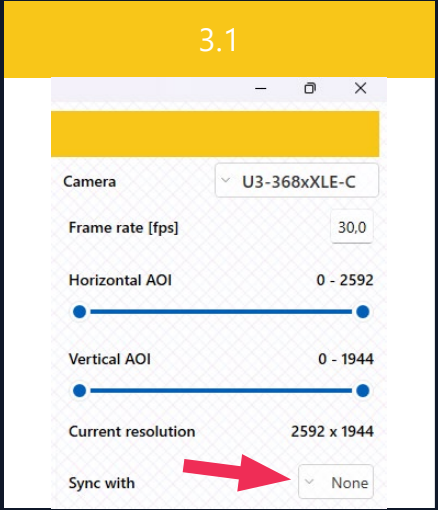 3.1
Camera U3-368xXLE-C
Frame rate [fps] 30,0
Horizontal AOI 0 - 2592
Vertical AOI 0 - 1944
Current resolution 2592 x 1944
Sync with None